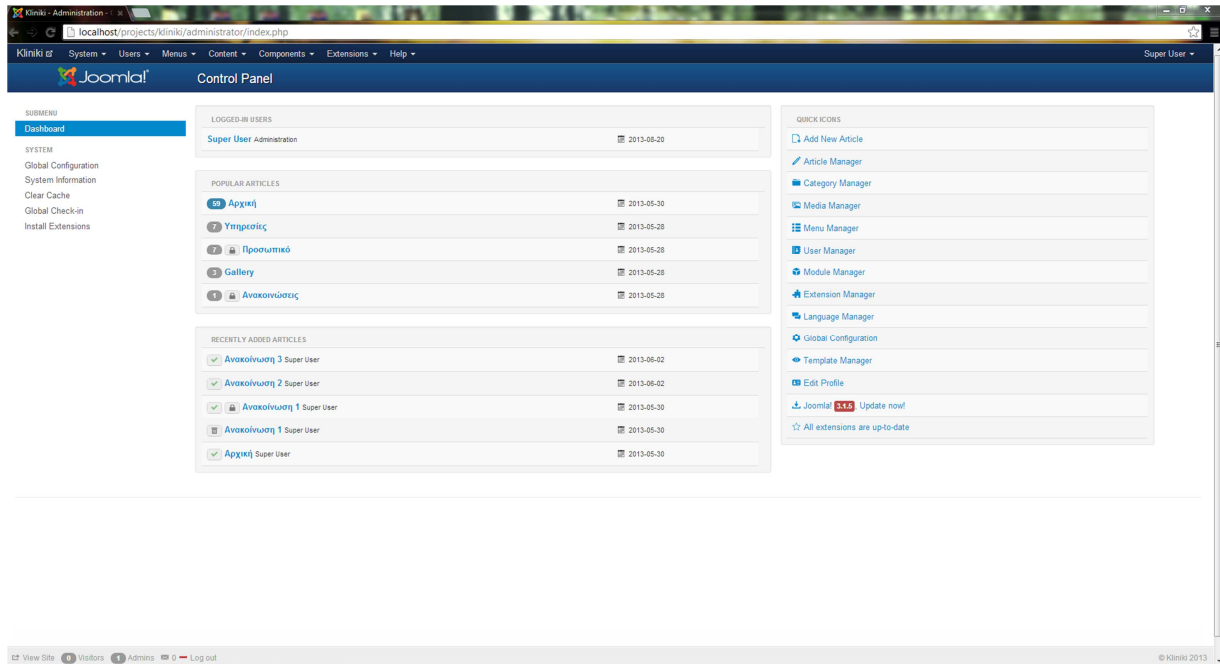 Kliniki - Administration -
localhost/projects/kliniki/administrator/index.php
Kliniki System Users Menus Content Components Extensions Help Super User
Joomla! Control Panel
SUBMENU
Dashboard
SYSTEM
Global Configuration
System Information
Clear Cache
Global Check-in
Install Extensions
LOGGED-IN USERS
Super User Administration 2013-08-20
POPULAR ARTICLES
59 Αρχική 2013-05-30
7 Υπηρεσίες 2013-05-28
7 Προσωπικό 2013-05-28
3 Gallery 2013-05-28
1 Ανακοινώσεις 2013-05-28
RECENTLY ADDED ARTICLES
Ανακοίνωση 3 Super User 2013-06-02
Ανακοίνωση 2 Super User 2013-06-02
Ανακοίνωση 1 Super User 2013-05-30
Ανακοίνωση 1 Super User 2013-05-30
Αρχική Super User 2013-05-30
QUICK ICONS
Add New Article
Article Manager
Category Manager
Media Manager
Menu Manager
User Manager
Module Manager
Extension Manager
Language Manager
Global Configuration
Template Manager
Edit Profile
Joomla! 3.1.5, Update now!
All extensions are up-to-date
View Site 0 Visitors 1 Admins 0 Log out © Kliniki 2013